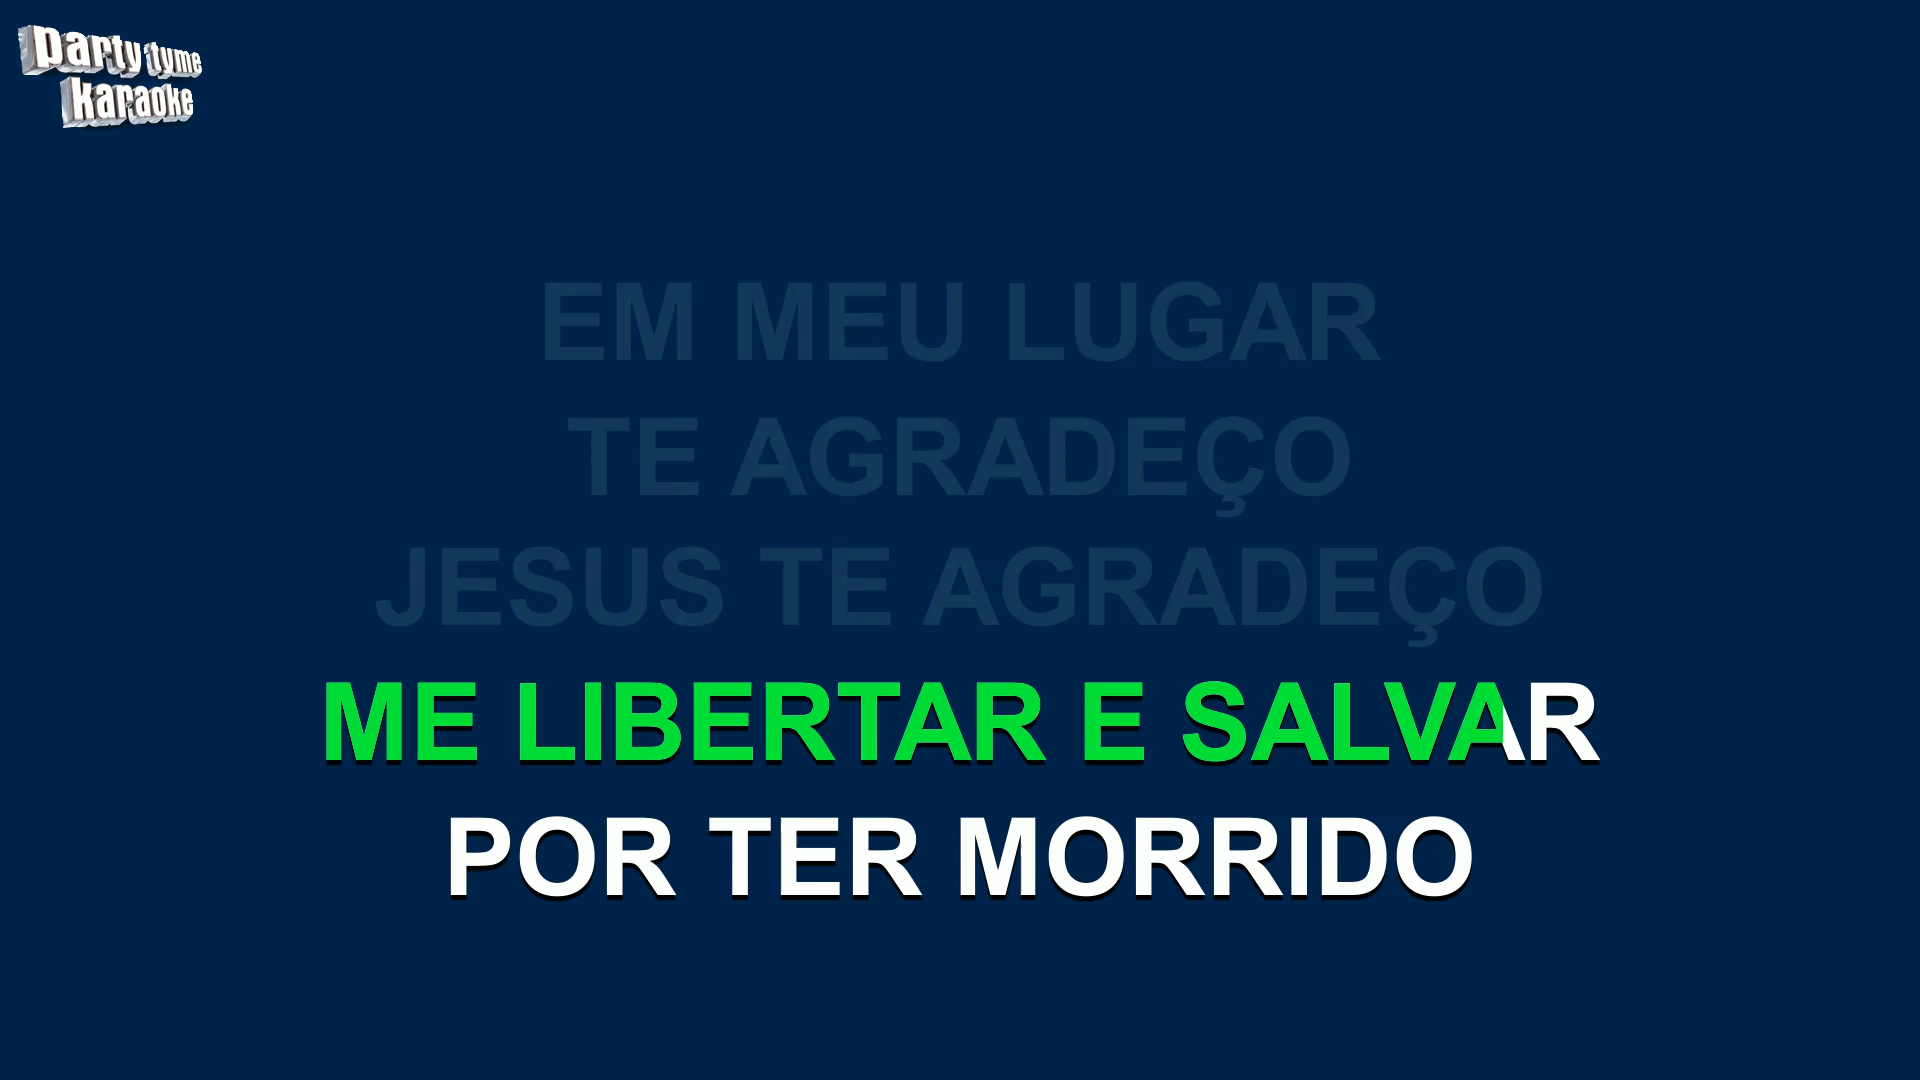 party tyme
karaoke
EM MEU LUGAR
TE AGRADEÇO
JESUS TE AGRADEÇO
ME LIBERTAR E SALVAR
POR TER MORRIDO